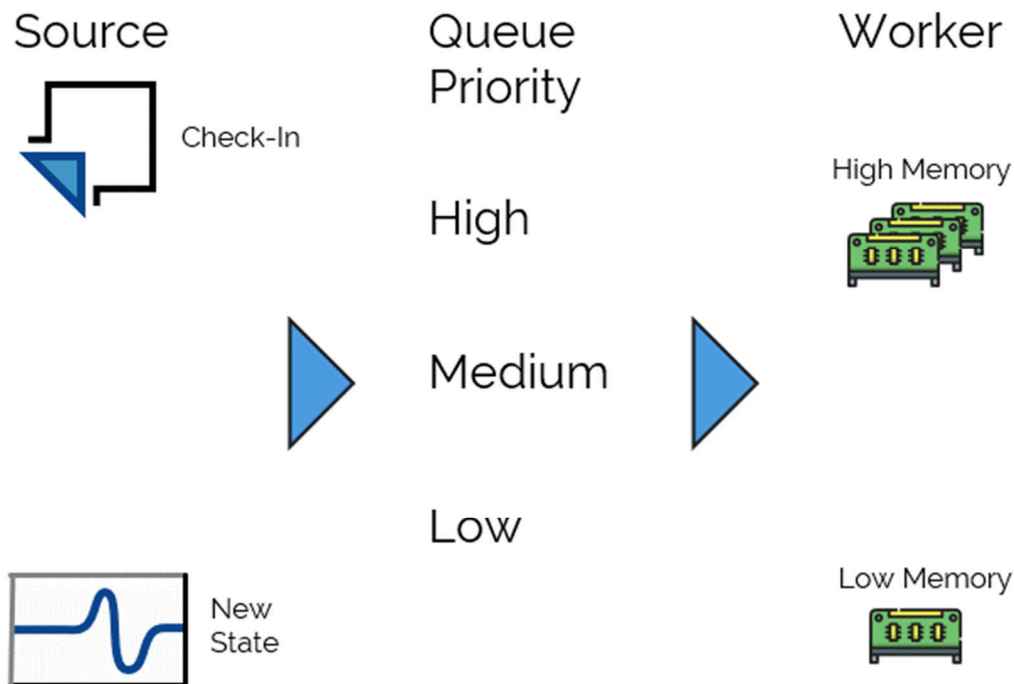 Source
Check-In
New
State
Queue
Priority
High
Medium
Low
Worker
High Memory
Low Memory